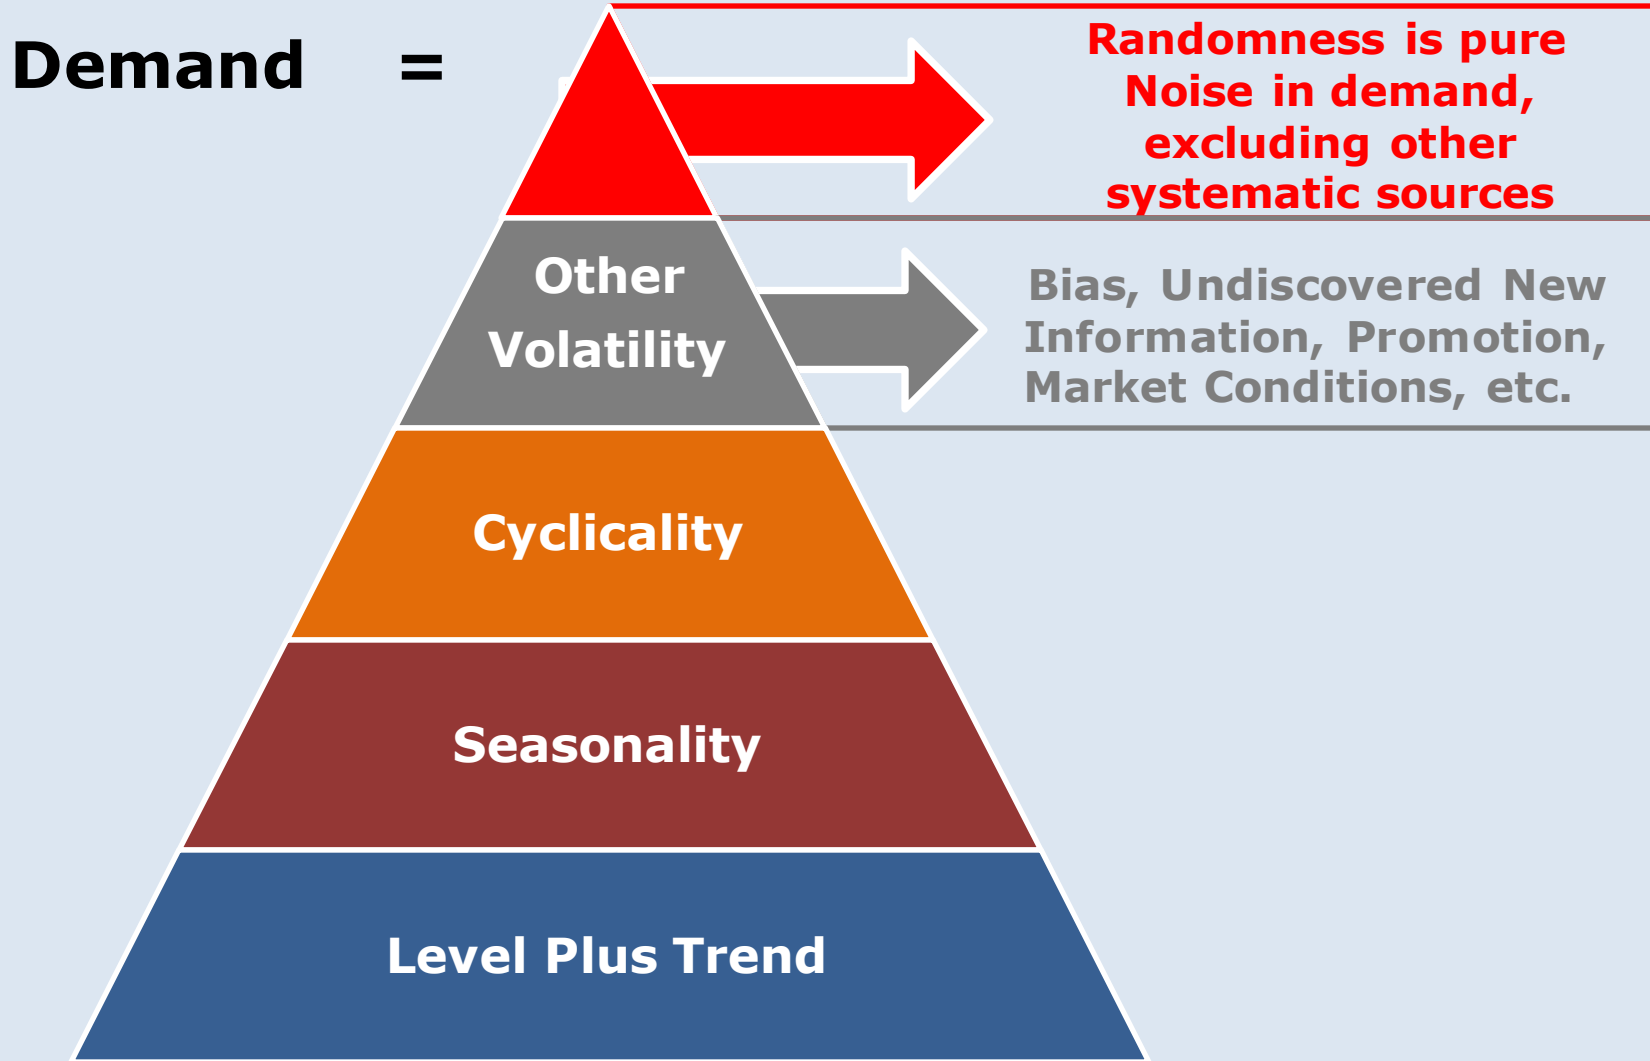 Demand =
Randomness is pure
Noise in demand,
excluding other
systematic sources
Other
Volatility
Bias, Undiscovered New
Information, Promotion,
Market Conditions, etc.
Cyclicality
Seasonality
Level Plus Trend